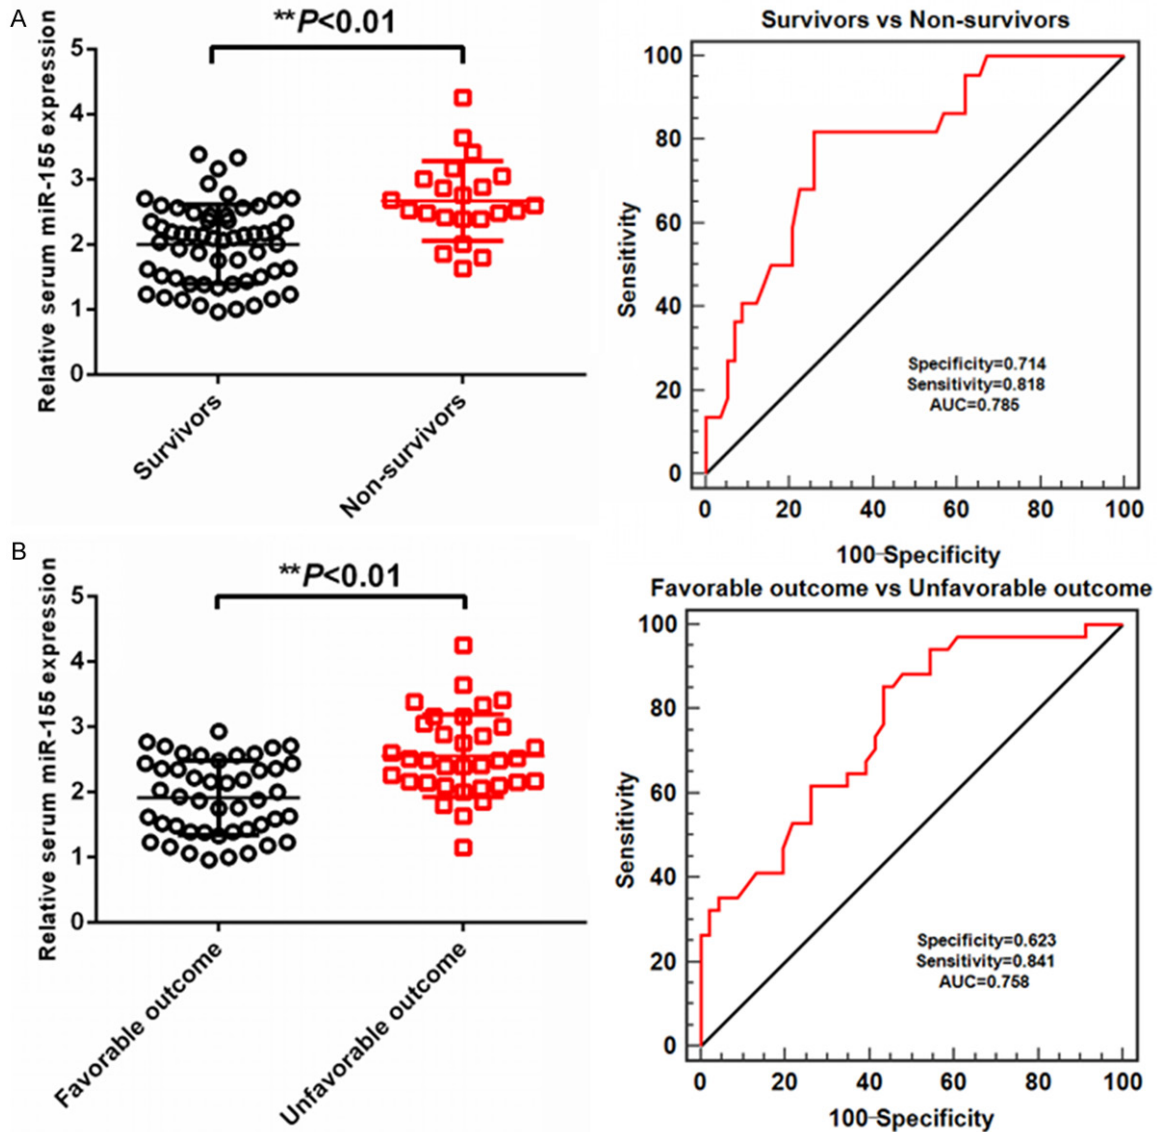 A
**P<0.01
Relative serum miR-155 expression
5
4
3
2
1
0
Survivors
Non-survivors
Survivors vs Non-survivors
Sensitivity
100
80
60
40
20
0
Specificity=0.714
Sensitivity=0.818
AUC=0.785
0 20 40 60 80 100
100-Specificity
B
**P<0.01
Relative serum miR-155 expression
5
4
3
2
1
0
Favorable outcome
Unfavorable outcome
Favorable outcome vs Unfavorable outcome
Sensitivity
100
80
60
40
20
0
Specificity=0.623
Sensitivity=0.841
AUC=0.758
0 20 40 60 80 100
100-Specificity